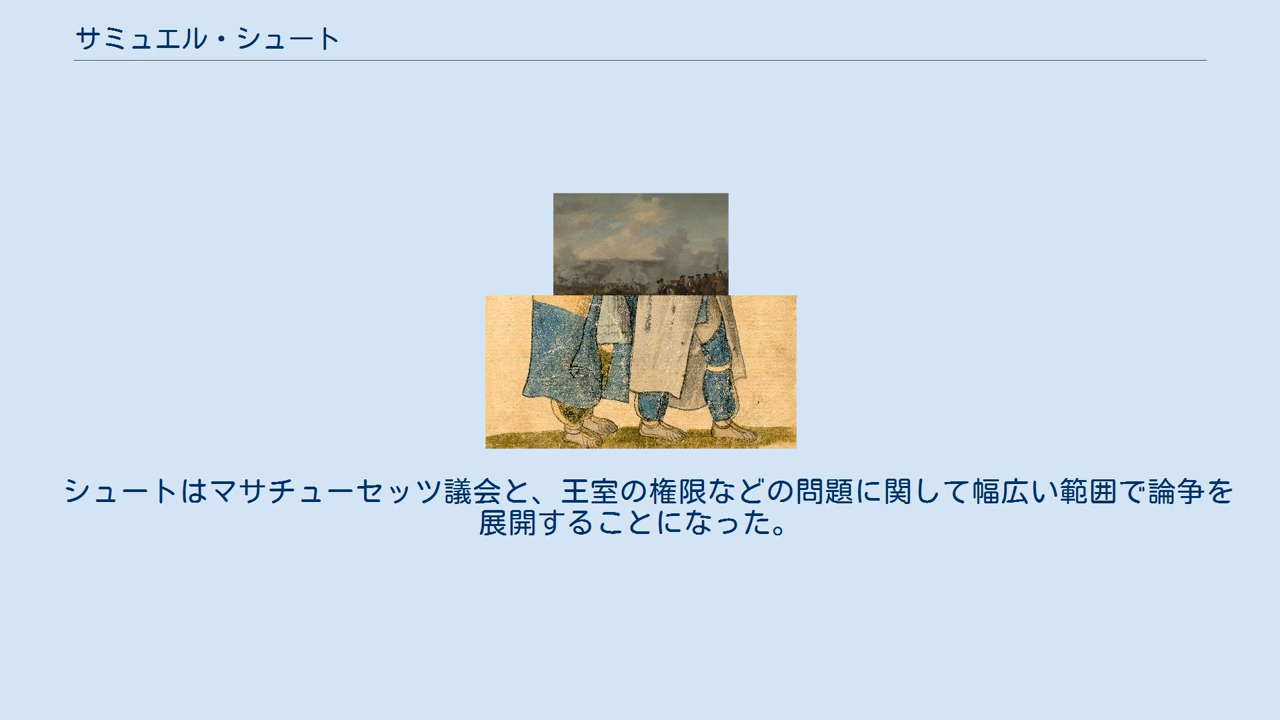 サミュエル・シュート
シュートはマサチューセッツ議会と、王室の権限などの問題に関して幅広い範囲で論争を
展開することになった。